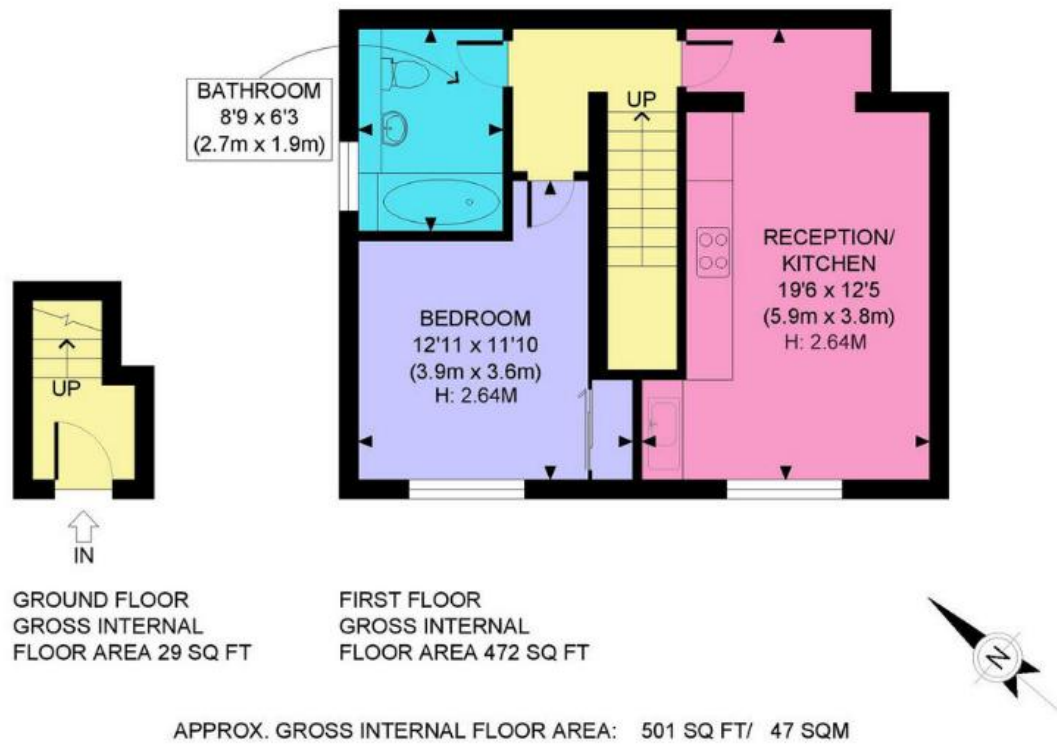 BATHROOM
8'9 x 6'3
(2.7m x 1.9m)
UP
RECEPTION/
KITCHEN
19'6 x 12'5
(5.9m x 3.8m)
H: 2.64M
BEDROOM
12'11 x 11'10
(3.9m x 3.6m)
H: 2.64M
UP
IN
GROUND FLOOR
GROSS INTERNAL
FLOOR AREA 29 SQ FT
FIRST FLOOR
GROSS INTERNAL
FLOOR AREA 472 SQ FT
N
APPROX. GROSS INTERNAL FLOOR AREA: 501 SQ FT/ 47 SQM